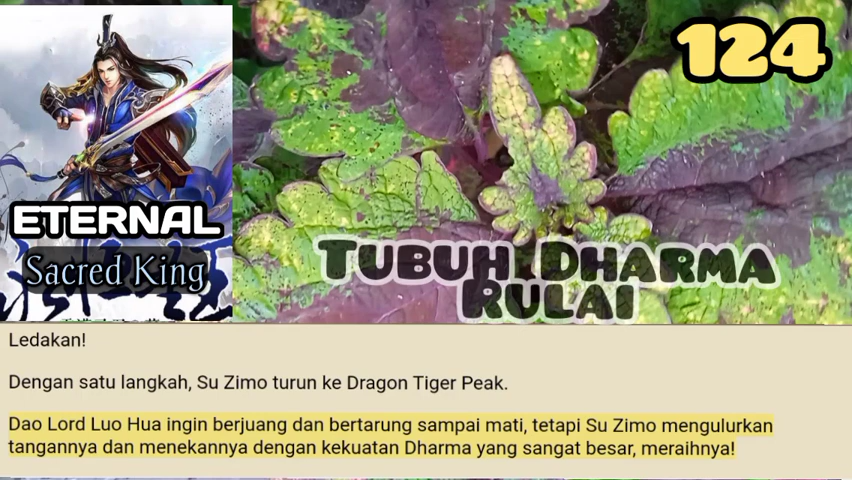 124
ETERNAL
Sacred King
TUBUH DHARMA
RULAI
Ledakan!
Dengan satu langkah, Su Zimo turun ke Dragon Tiger Peak.
Dao Lord Luo Hua ingin berjuang dan bertarung sampai mati, tetapi Su Zimo mengulurkan
tangannya dan menekannya dengan kekuatan Dharma yang sangat besar, meraihnya!